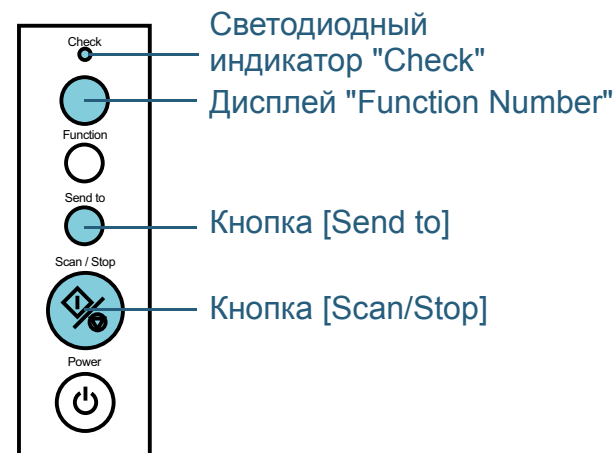 Check
Светодиодный
индикатор "Check"
Дисплей "Function Number"
Function
Send to
Кнопка [Send to]
Scan / Stop
Кнопка [Scan/Stop]
Power